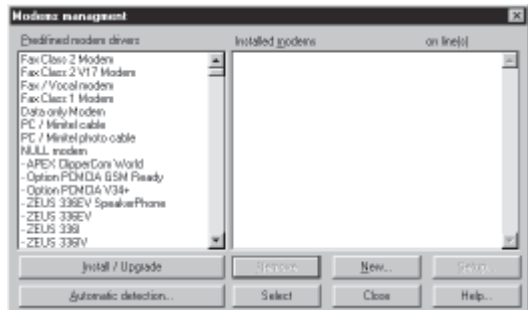 Modems managment
Predifined modem drivers
Installed modems
on line(s)
Fax Class 2 Modem
Fax Class 2 V17 Modem
Fax / Vocal modem
Fax Class 1 Modem
Data only Modem
PC / Minitel cable
PC / Minitel photo cable
NULL modem
- APEX ClipperCom World
- Option PCMCIA GSM Ready
- Option PCMCIA V34+
- ZEUS 336EV SpeakerPhone
- ZEUS 336EV
- ZEUS 336I
- ZEUS 336IV
Install / Upgrade
Remove
New...
Setup...
Automatic detection...
Select
Close
Help...